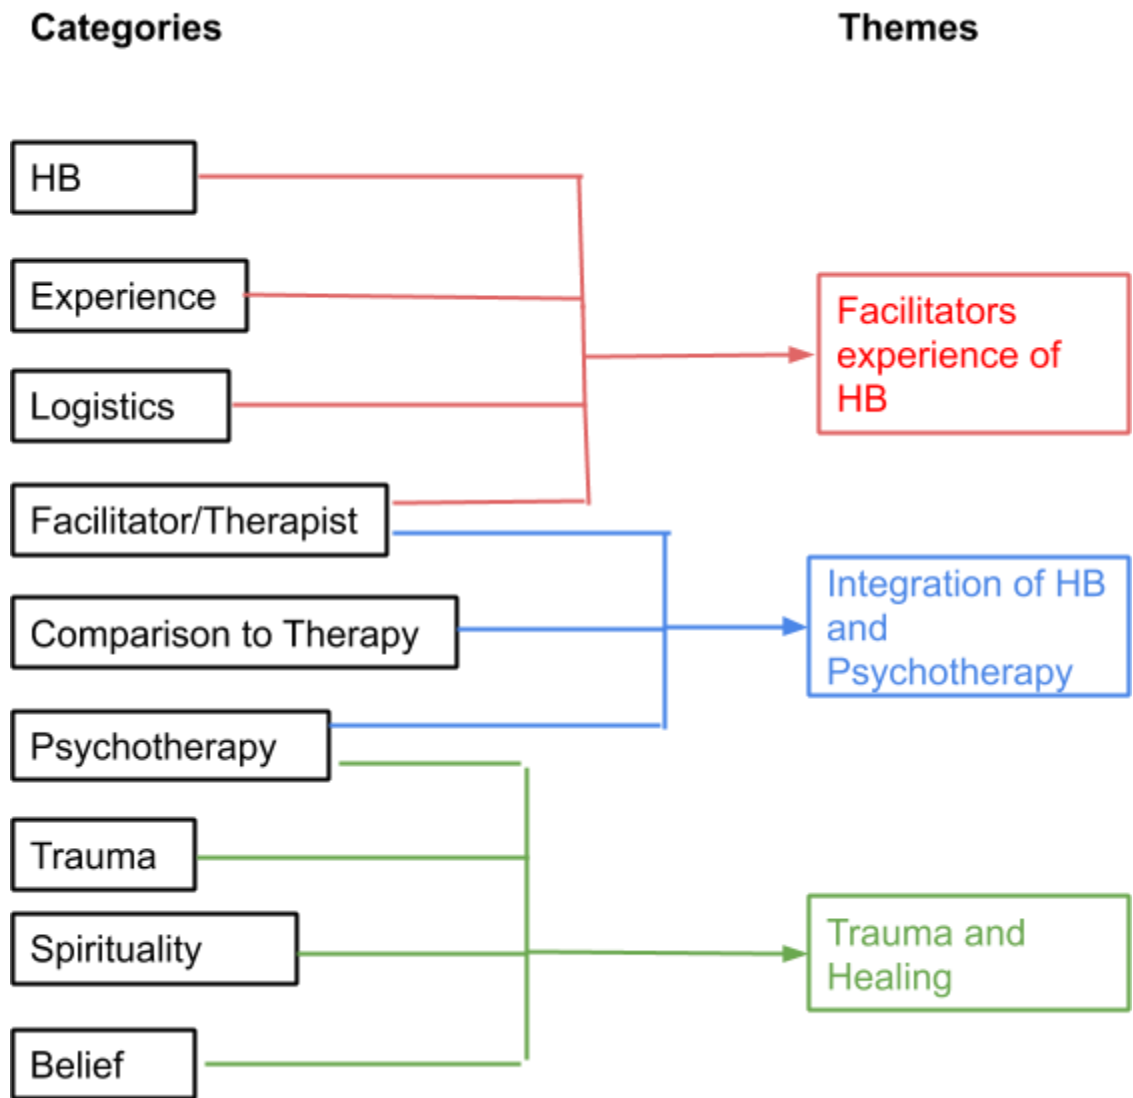 Categories
Themes
HB
Experience
Logistics
Facilitator/Therapist
Comparison to Therapy
Psychotherapy
Trauma
Spirituality
Belief
Facilitators
experience of
HB
Integration of HB
and
Psychotherapy
Trauma and
Healing